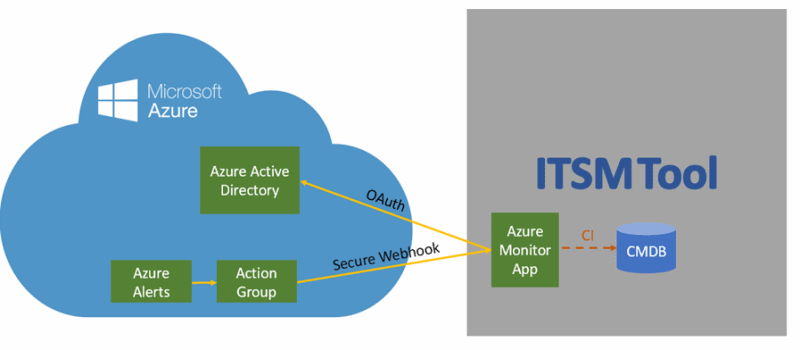 Microsoft
Azure
Azure Active
Directory
OAuth
ITSM Tool
Azure
Monitor
App
CI
CMDB
Secure Webhook
Azure
Alerts
Action
Group